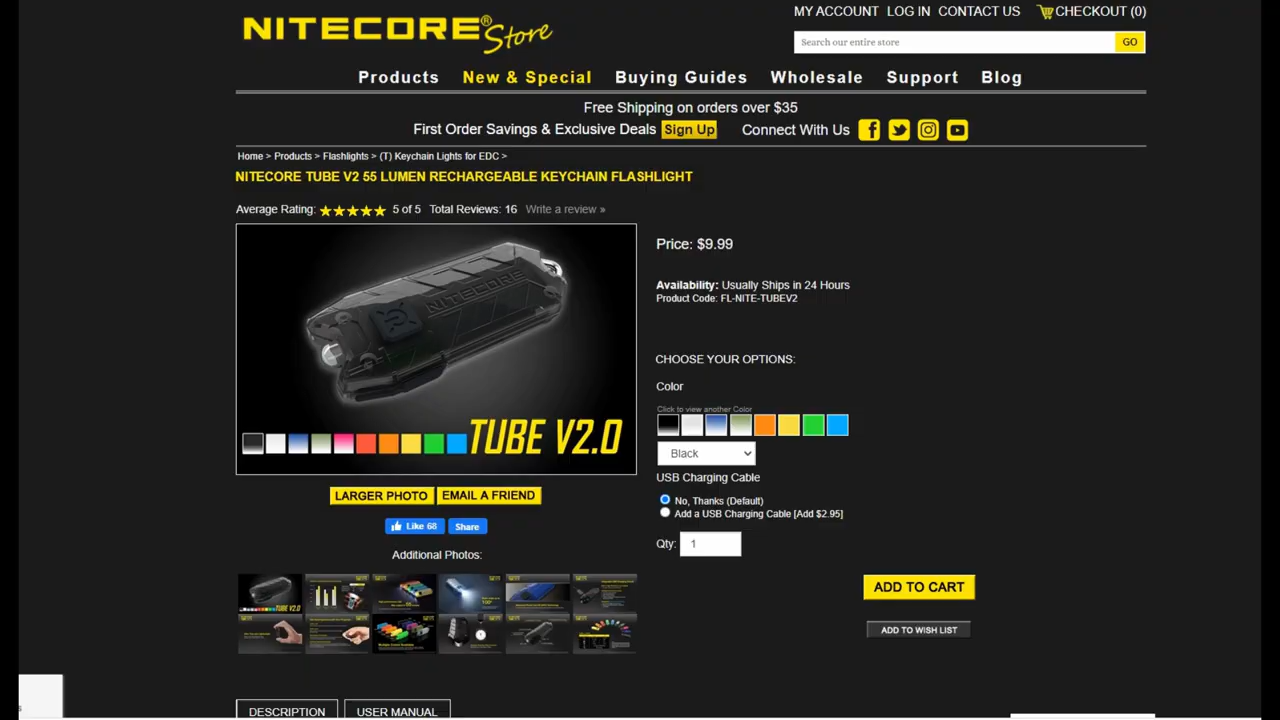 NITECORE® Store
MY ACCOUNT LOG IN CONTACT US CHECKOUT (0)
Search our entire store GO
Products New & Special Buying Guides Wholesale Support Blog
Free Shipping on orders over $35
First Order Savings & Exclusive Deals Sign Up Connect With Us
Home > Products > Flashlights > (T) Keychain Lights for EDC >
NITECORE TUBE V2 55 LUMEN RECHARGEABLE KEYCHAIN FLASHLIGHT
Average Rating: 5 of 5 Total Reviews: 16 Write a review »
NITECORE
TUBE V2.0
LARGER PHOTO EMAIL A FRIEND
Like 68 Share
Additional Photos:
TUBE V2.0
Price: $9.99
Availability: Usually Ships in 24 Hours
Product Code: FL-NITE-TUBEV2
CHOOSE YOUR OPTIONS:
Color
Click to view another Color
Black
USB Charging Cable
No, Thanks (Default)
Add a USB Charging Cable [Add $2.95]
Qty: 1
ADD TO CART
ADD TO WISH LIST
DESCRIPTION USER MANUAL